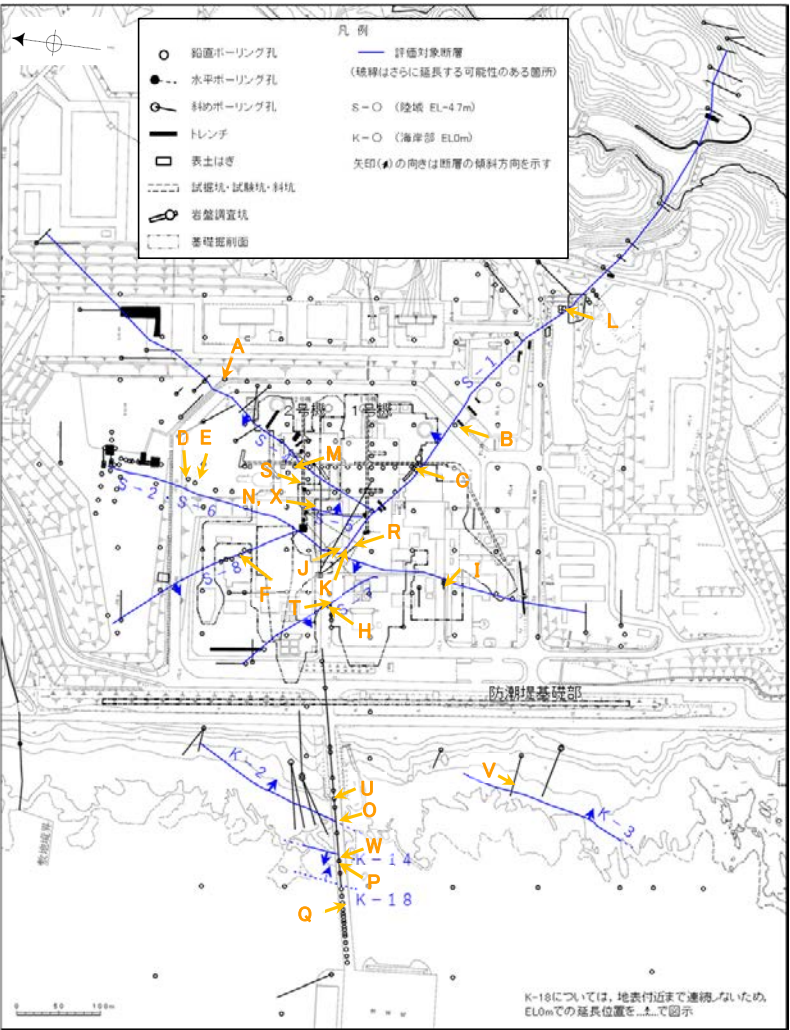 凡 例
鉛直ボーリング孔
水平ボーリング孔
斜めボーリング孔
トレンチ
表土はぎ
試掘坑・試験坑・斜坑
岩盤調査坑
基礎掘削面
評価対象断層
(破線はさらに延長する可能性のある箇所)
S-○ (陸域 EL-4.7m)
K-○ (海岸部 EL0m)
矢印( )の向きは断層の傾斜方向を示す
L
A
S-1
2号機
1号機
B
D
E
M
S
G
S-2・S-6
N, X
R
J
K
I
S-8
F
T
H
防潮堤基礎部
K-2
V
U
O
K-3
敷地境界
W
K-14
P
K-18
Q
0 50 100m
K-18については，地表付近まで連続しないため，
EL0mでの延長位置を で図示